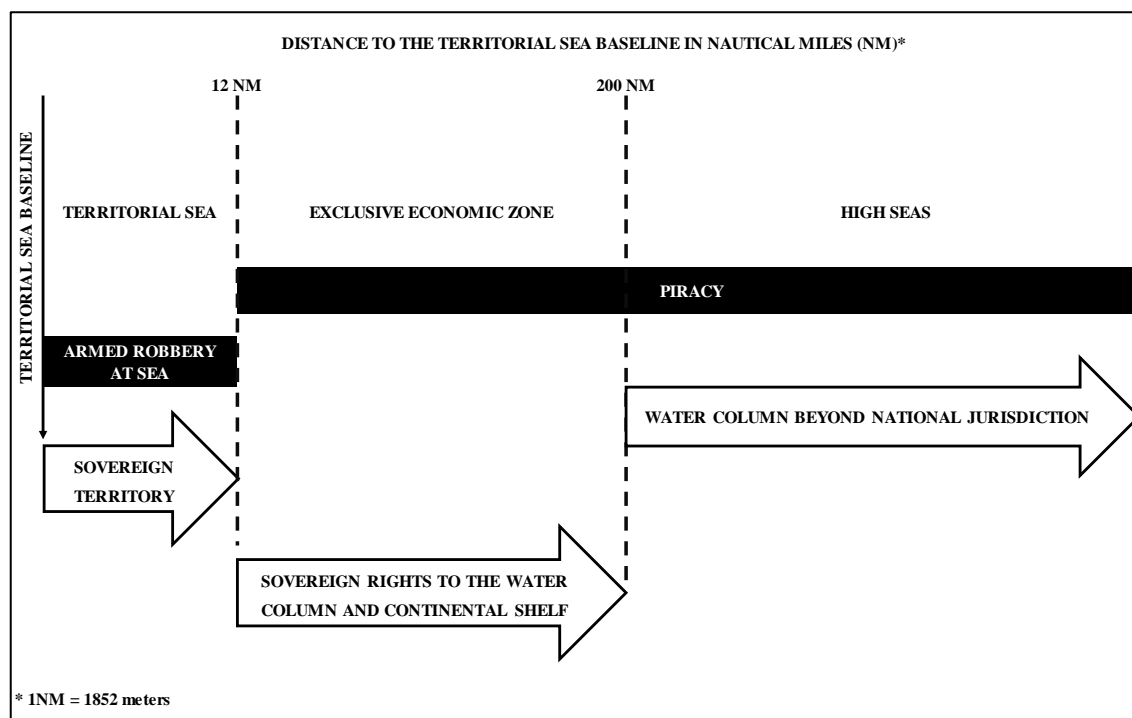 DISTANCE TO THE TERRITORIAL SEA BASELINE IN NAUTICAL MILES (NM)*
12 NM
200 NM
TERRITORIAL SEA BASELINE
TERRITORIAL SEA
EXCLUSIVE ECONOMIC ZONE
HIGH SEAS
PIRACY
ARMED ROBBERY
AT SEA
WATER COLUMN BEYOND NATIONAL JURISDICTION
SOVEREIGN
TERRITORY
SOVEREIGN RIGHTS TO THE WATER
COLUMN AND CONTINENTAL SHELF
* 1NM = 1852 meters